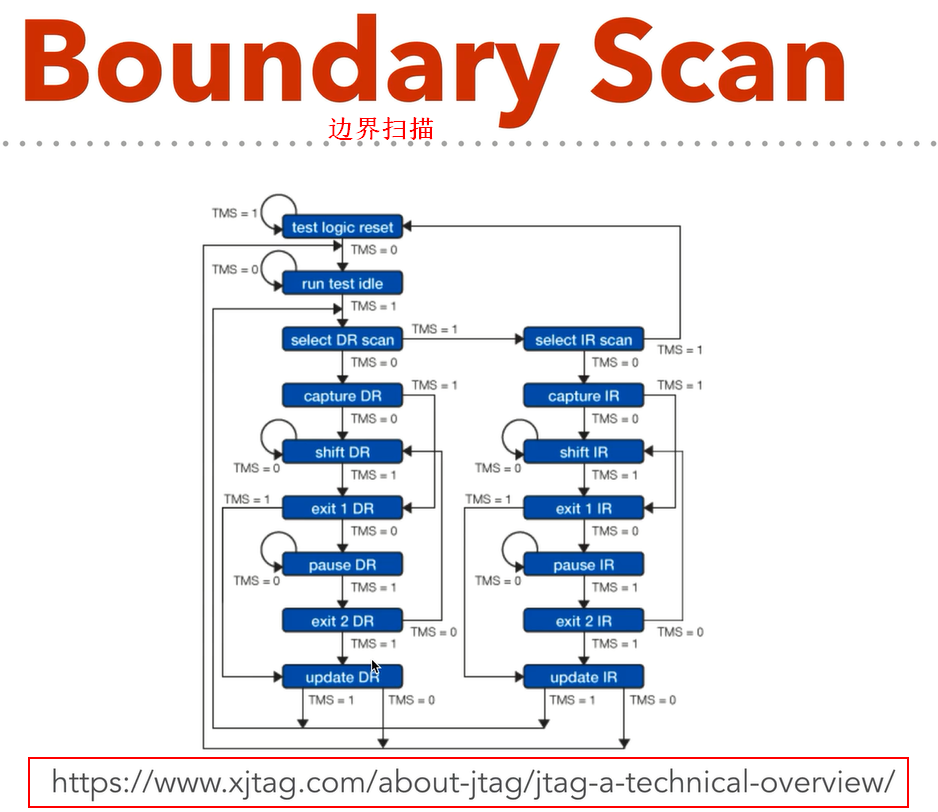 Boundary Scan
边界扫描
TMS = 1
test logic reset
TMS = 0
TMS = 0
run test idle
TMS = 1
select DR scan
TMS = 1
select IR scan
TMS = 1
TMS = 0
TMS = 0
capture DR
TMS = 1
capture IR
TMS = 1
TMS = 0
TMS = 0
shift DR
shift IR
TMS = 0
TMS = 1
TMS = 0
TMS = 1
TMS = 1
exit 1 DR
TMS = 1
exit 1 IR
TMS = 0
TMS = 0
pause DR
pause IR
TMS = 0
TMS = 1
TMS = 0
TMS = 1
exit 2 DR
TMS = 0
exit 2 IR
TMS = 0
TMS = 1
TMS = 1
update DR
update IR
TMS = 1
TMS = 0
TMS = 1
TMS = 0
https://www.xjtag.com/about-jtag/jtag-a-technical-overview/